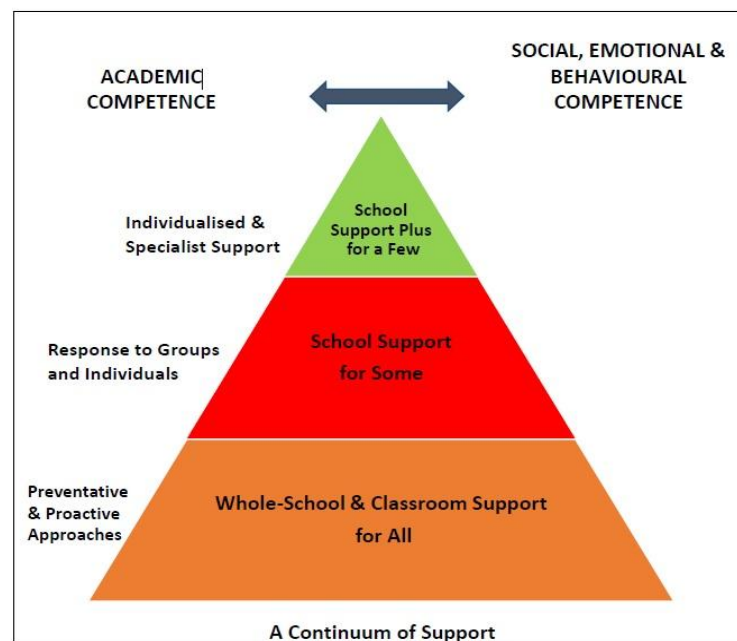 ACADEMIC
COMPETENCE
SOCIAL, EMOTIONAL &
BEHAVIOURAL
COMPETENCE
Individualised &
Specialist Support
School
Support Plus
for a Few
Response to Groups
and Individuals
School Support
for Some
Preventative
& Proactive
Approaches
Whole-School & Classroom Support
for All
A Continuum of Support